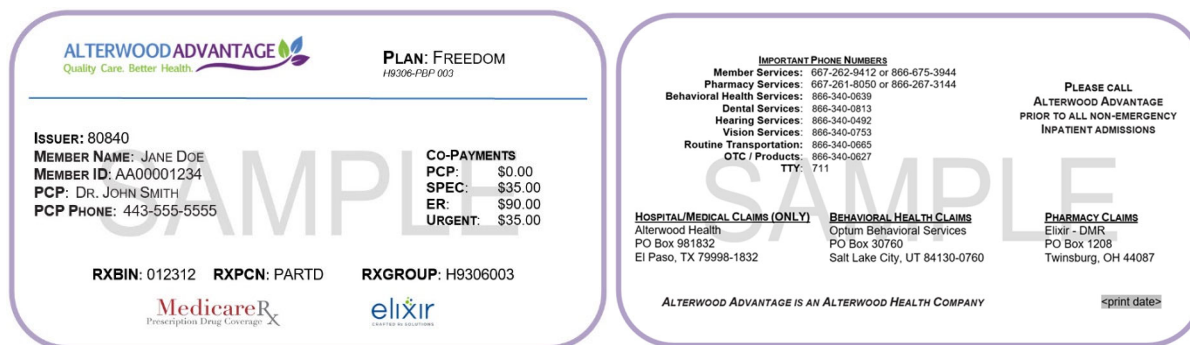 ALTERWOOD ADVANTAGE
Quality Care. Better Health.
PLAN: FREEDOM
H9306-PBP 003
ISSUER: 80840
MEMBER NAME: JANE DOE
MEMBER ID: AA00001234
PCP: DR. JOHN SMITH
PCP PHONE: 443-555-5555
CO-PAYMENTS
PCP: $0.00
SPEC: $35.00
ER: $90.00
URGENT: $35.00
SAMPLE
RXBIN: 012312 RXPCN: PARTD RXGROUP: H9306003
MedicareRx
Prescription Drug Coverage
elixir
CRAFTED RX SOLUTIONS
IMPORTANT PHONE NUMBERS
Member Services: 667-262-9412 or 866-675-3944
Pharmacy Services: 667-261-8050 or 866-267-3144
Behavioral Health Services: 866-340-0639
Dental Services: 866-340-0813
Hearing Services: 866-340-0492
Vision Services: 866-340-0753
Routine Transportation: 866-340-0665
OTC / Products: 866-340-0627
TTY: 711
PLEASE CALL
ALTERWOOD ADVANTAGE
PRIOR TO ALL NON-EMERGENCY
INPATIENT ADMISSIONS
SAMPLE
HOSPITAL/MEDICAL CLAIMS (ONLY)
Alterwood Health
PO Box 981832
El Paso, TX 79998-1832
BEHAVIORAL HEALTH CLAIMS
Optum Behavioral Services
PO Box 30760
Salt Lake City, UT 84130-0760
PHARMACY CLAIMS
Elixir - DMR
PO Box 1208
Twinsburg, OH 44087
ALTERWOOD ADVANTAGE IS AN ALTERWOOD HEALTH COMPANY
<print date>